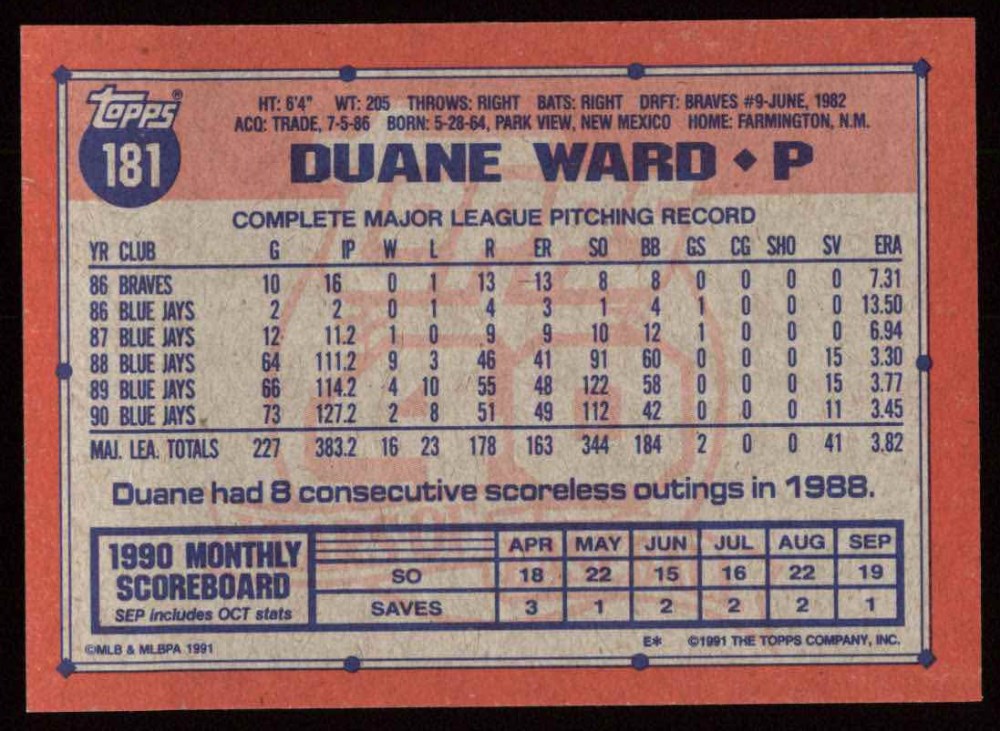 Topps®
181
HT: 6'4" WT: 205 THROWS: RIGHT BATS: RIGHT DRFT: BRAVES #9-JUNE, 1982
ACQ: TRADE, 7-5-86 BORN: 5-28-64, PARK VIEW, NEW MEXICO HOME: FARMINGTON, N.M.
DUANE WARD ◆ P
COMPLETE MAJOR LEAGUE PITCHING RECORD
YR CLUB G IP W L R ER SO BB GS CG SHO SV ERA
86 BRAVES 10 16 0 1 13 13 8 8 0 0 0 0 7.31
86 BLUE JAYS 2 2 0 1 4 3 1 4 1 0 0 0 13.50
87 BLUE JAYS 12 11.2 1 0 9 9 10 12 1 0 0 0 6.94
88 BLUE JAYS 64 111.2 9 3 46 41 91 60 0 0 0 15 3.30
89 BLUE JAYS 66 114.2 4 10 55 48 122 58 0 0 0 15 3.77
90 BLUE JAYS 73 127.2 2 8 51 49 112 42 0 0 0 11 3.45
MAJ. LEA. TOTALS 227 383.2 16 23 178 163 344 184 2 0 0 41 3.82
Duane had 8 consecutive scoreless outings in 1988.
1990 MONTHLY
SCOREBOARD
SEP includes OCT stats
APR MAY JUN JUL AUG SEP
SO 18 22 15 16 22 19
SAVES 3 1 2 2 2 1
©MLB & MLBPA 1991
E* ©1991 THE TOPPS COMPANY, INC.